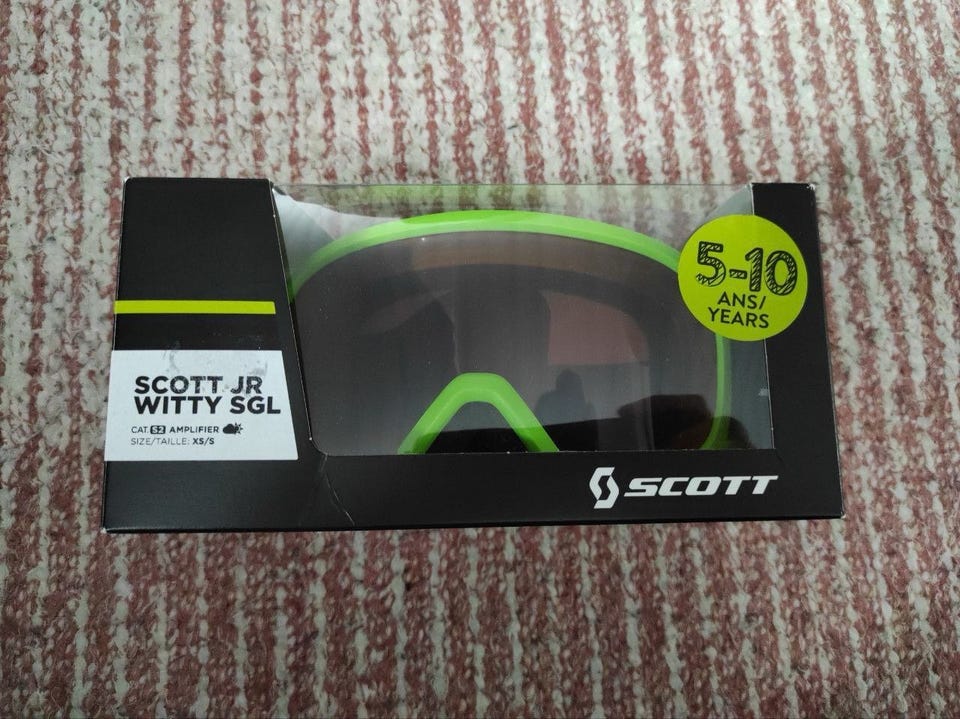 5-10
ANS/
YEARS
SCOTT JR
WITTY SGL
CAT. S2 AMPLIFIER
SIZE/TAILLE: XS/S
SCOTT